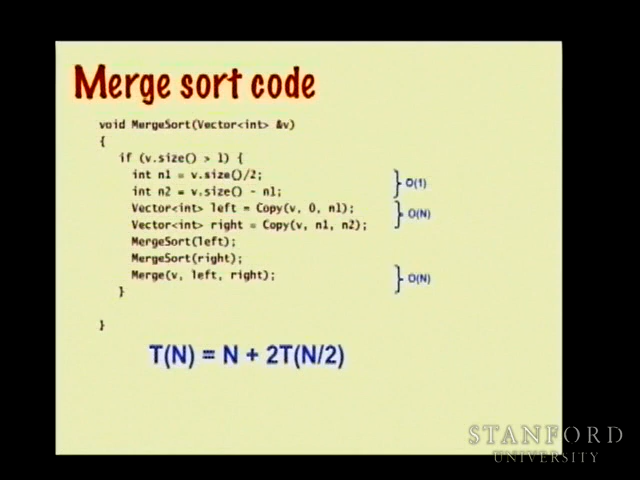 Merge sort code
void MergeSort(Vector<int> &v)
{
if (v.size() > 1) {
int n1 = v.size()/2;
int n2 = v.size() - n1;
O(1)
Vector<int> left = Copy(v, 0, n1);
Vector<int> right = Copy(v, n1, n2);
O(N)
MergeSort(left);
MergeSort(right);
Merge(v, left, right);
O(N)
}
}
T(N) = N + 2T(N/2)
STANFORD
UNIVERSITY